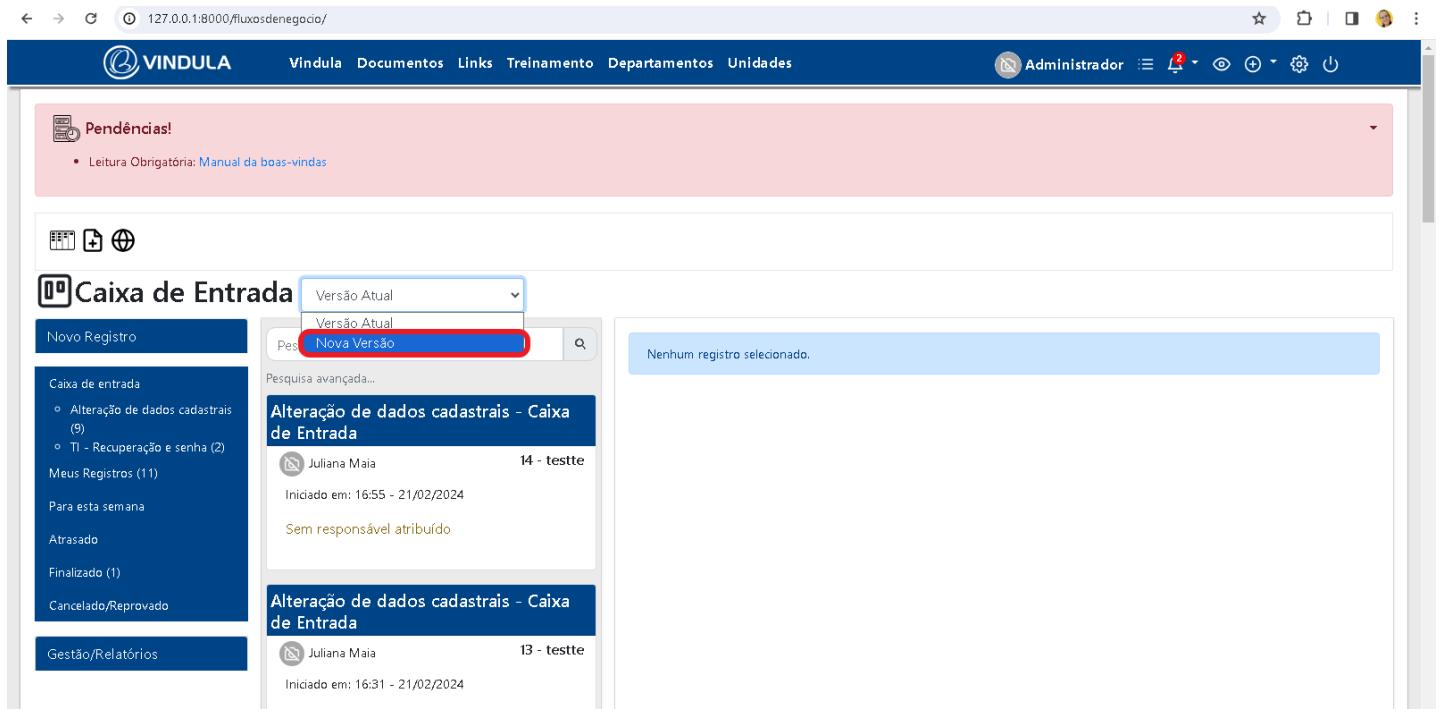 127.0.0.1:8000/fluxosdenegocio/
VINDULA
Vindula Documentos Links Treinamento Departamentos Unidades
Administrador
2
Pendências!
Leitura Obrigatória: Manual da boas-vindas
Caixa de Entrada
Versão Atual
Versão Atual
Nova Versão
Novo Registro
Caixa de entrada
Alteração de dados cadastrais
(9)
TI - Recuperação e senha (2)
Meus Registros (11)
Para esta semana
Atrasado
Finalizado (1)
Cancelado/Reprovado
Gestão/Relatórios
Pesquisa avançada...
Alteração de dados cadastrais - Caixa
de Entrada
Juliana Maia
14 - testte
Iniciado em: 16:55 - 21/02/2024
Sem responsável atribuído
Alteração de dados cadastrais - Caixa
de Entrada
Juliana Maia
13 - testte
Iniciado em: 16:31 - 21/02/2024
Nenhum registro selecionado.